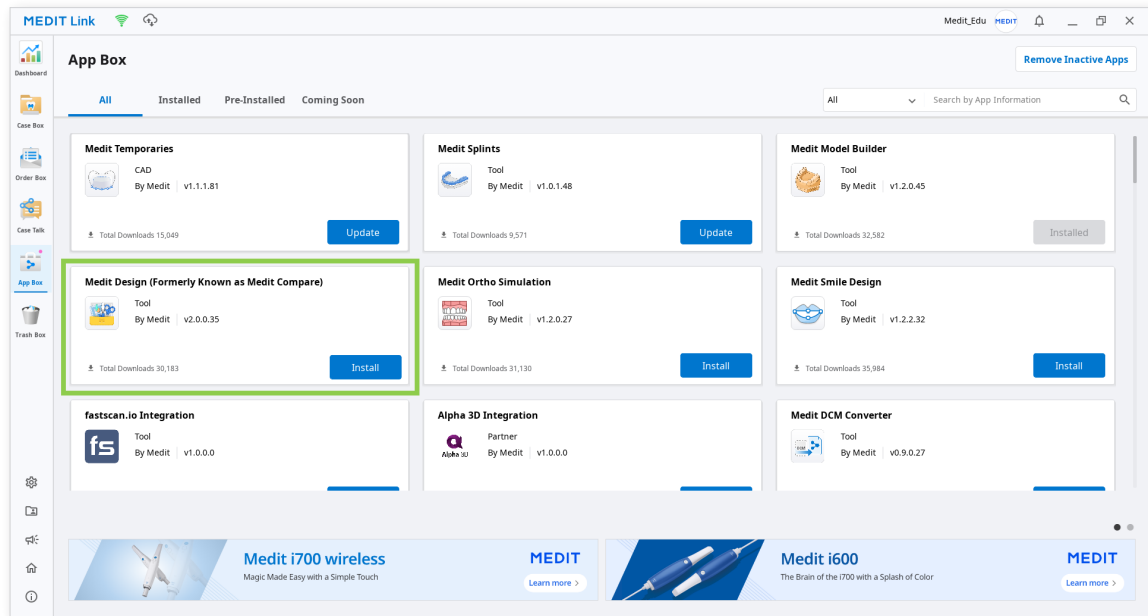 MEDIT Link
Medit_Edu MEDIT
Dashboard
Case Box
Order Box
Case Talk
App Box
Trash Box
App Box
Remove Inactive Apps
All Installed Pre-Installed Coming Soon
All Search by App Information
Medit Temporaries
CAD
By Medit v1.1.1.81
Total Downloads 15,049 Update
Medit Splints
Tool
By Medit v1.0.1.48
Total Downloads 9,571 Update
Medit Model Builder
Tool
By Medit v1.2.0.45
Total Downloads 32,582 Installed
Medit Design (Formerly Known as Medit Compare)
Tool
By Medit v2.0.0.35
Total Downloads 30,183 Install
Medit Ortho Simulation
Tool
By Medit v1.2.0.27
Total Downloads 31,130 Install
Medit Smile Design
Tool
By Medit v1.2.2.32
Total Downloads 35,984 Install
fastscan.io Integration
fs
Tool
By Medit v1.0.0.0
Alpha 3D Integration
Alpha 3D
Partner
By Medit v1.0.0.0
Medit DCM Converter
Tool
By Medit v0.9.0.27
Medit i700 wireless
Magic Made Easy with a Simple Touch
MEDIT
Learn more >
Medit i600
The Brain of the i700 with a Splash of Color
MEDIT
Learn more >